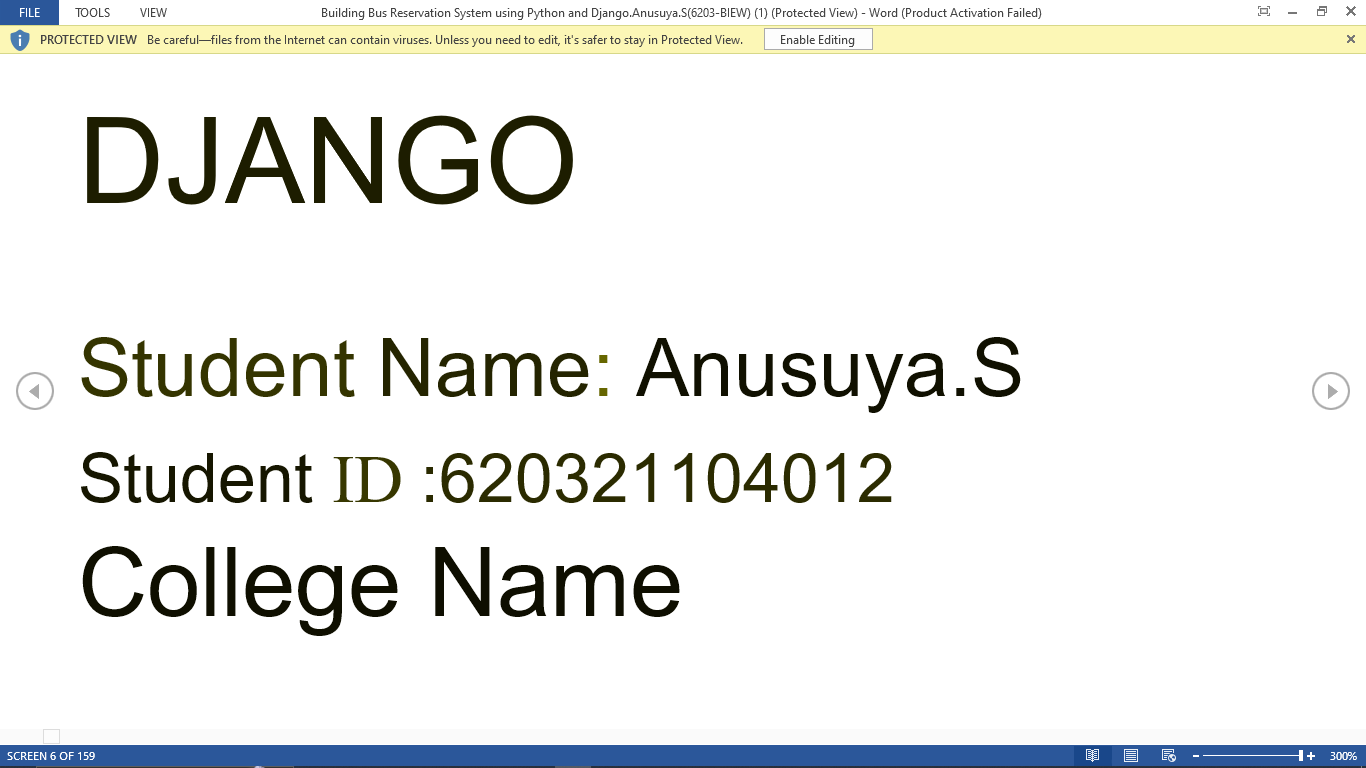 FILE TOOLS VIEW Building Bus Reservation System using Python and Django.Anusuya.S(6203-BIEW) (1) (Protected View) - Word (Product Activation Failed)
PROTECTED VIEW Be careful—files from the Internet can contain viruses. Unless you need to edit, it's safer to stay in Protected View. Enable Editing
DJANGO
Student Name: Anusuya.S
Student ID :620321104012
College Name
SCREEN 6 OF 159 300%